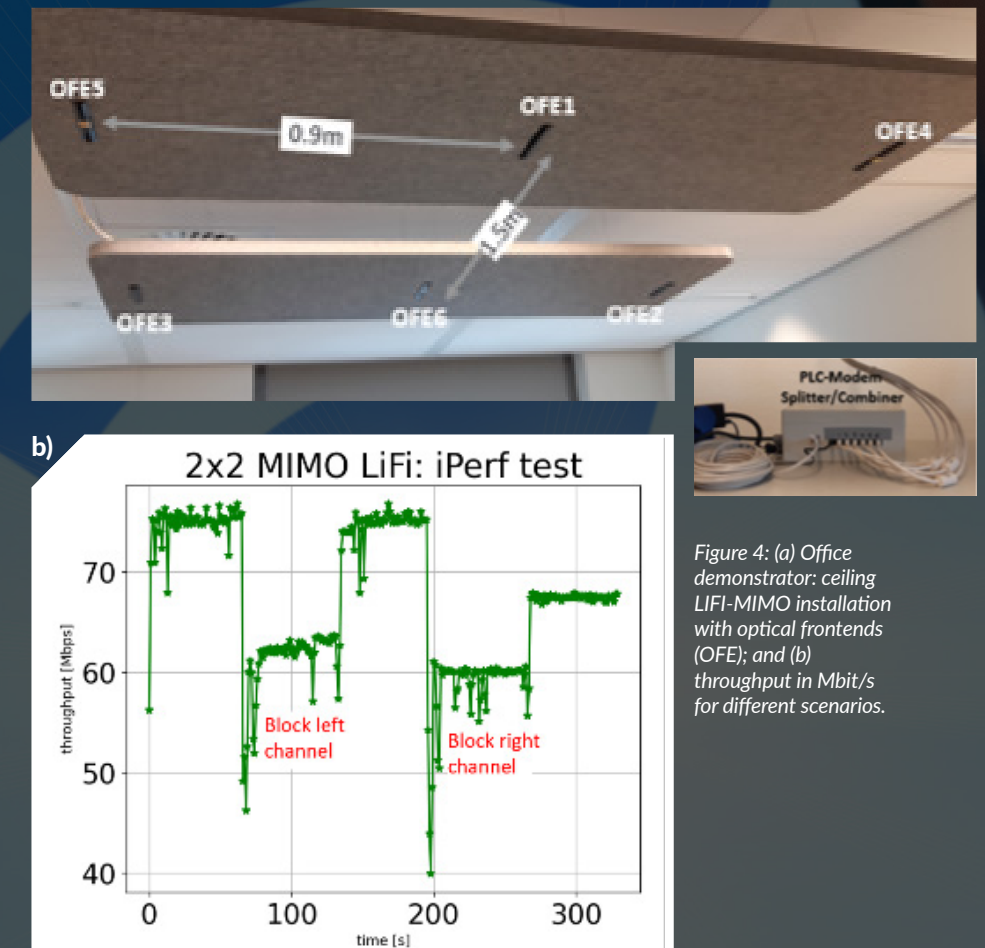 OFE5
OFE1
OFE4
0.9m
1.5m
OFE3
OFE6
OFE2
PLC-Modem
Splitter/Combiner
b)
2x2 MIMO LiFi: iPerf test
throughput [Mbps]
70
60
50
40
Block left
channel
Block right
channel
0
100
200
300
time [s]
Figure 4: (a) Office
demonstrator: ceiling
LIFI-MIMO installation
with optical frontends
(OFE); and (b)
throughput in Mbit/s
for different scenarios.